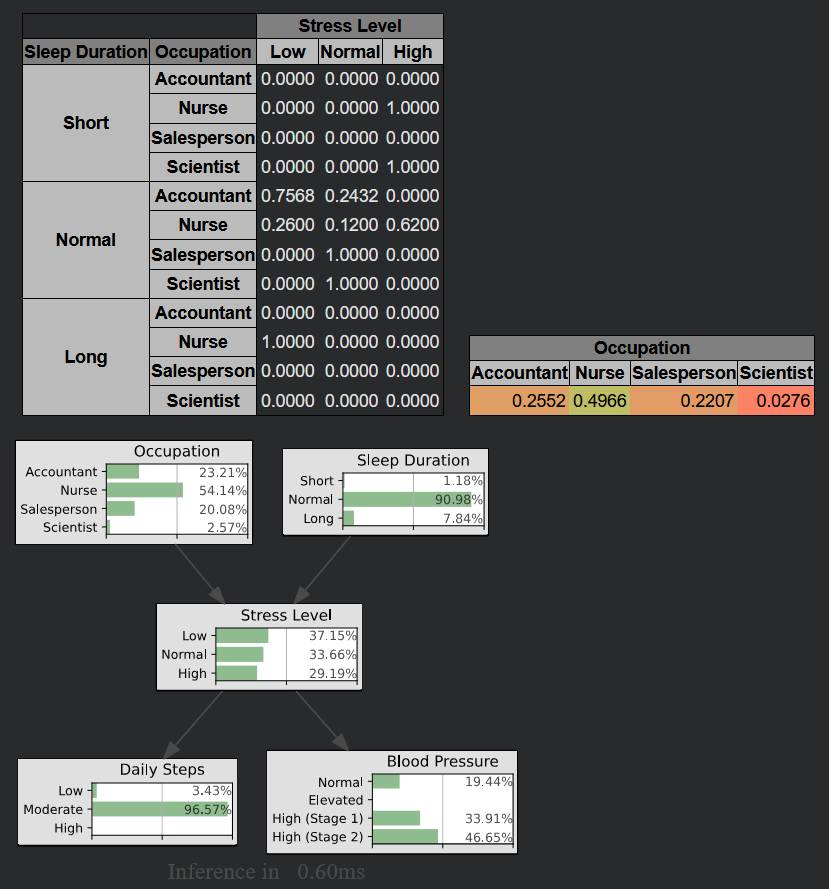 Stress Level
Sleep Duration Occupation Low Normal High
Short Accountant 0.0000 0.0000 0.0000
Nurse 0.0000 0.0000 1.0000
Salesperson 0.0000 0.0000 0.0000
Scientist 0.0000 0.0000 1.0000
Normal Accountant 0.7568 0.2432 0.0000
Nurse 0.2600 0.1200 0.6200
Salesperson 0.0000 1.0000 0.0000
Scientist 0.0000 1.0000 0.0000
Long Accountant 0.0000 0.0000 0.0000
Nurse 1.0000 0.0000 0.0000
Salesperson 0.0000 0.0000 0.0000
Scientist 0.0000 0.0000 0.0000
Occupation
Accountant Nurse Salesperson Scientist
0.2552 0.4966 0.2207 0.0276
Occupation
Accountant 23.21%
Nurse 54.14%
Salesperson 20.08%
Scientist 2.57%
Sleep Duration
Short 1.18%
Normal 90.98%
Long 7.84%
Stress Level
Low 37.15%
Normal 33.66%
High 29.19%
Daily Steps
Low 3.43%
Moderate 96.57%
High
Blood Pressure
Normal 19.44%
Elevated
High (Stage 1) 33.91%
High (Stage 2) 46.65%
Inference in 0.60ms